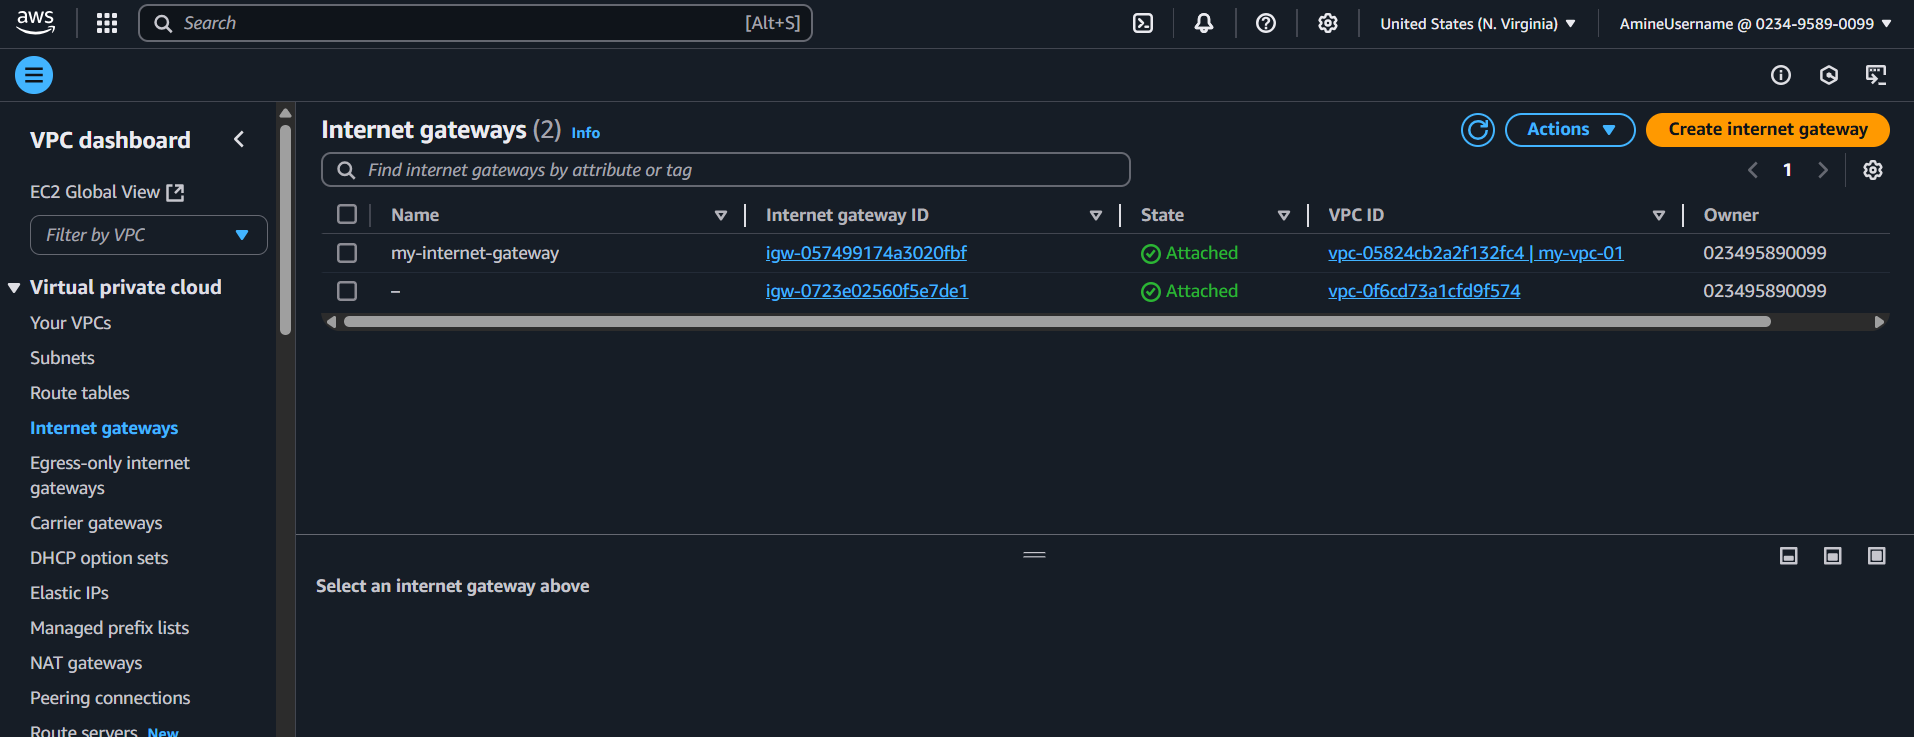 aws
Search [Alt+S]
United States (N. Virginia)
AmineUsername @ 0234-9589-0099
VPC dashboard
EC2 Global View
Filter by VPC
Virtual private cloud
Your VPCs
Subnets
Route tables
Internet gateways
Egress-only internet
gateways
Carrier gateways
DHCP option sets
Elastic IPs
Managed prefix lists
NAT gateways
Peering connections
Route servers New
Internet gateways (2) Info
Actions
Create internet gateway
Find internet gateways by attribute or tag
1
Name Internet gateway ID State VPC ID Owner
my-internet-gateway igw-057499174a3020fbf Attached vpc-05824cb2a2f132fc4 | my-vpc-01 023495890099
– igw-0723e02560f5e7de1 Attached vpc-0f6cd73a1cfd9f574 023495890099
Select an internet gateway above